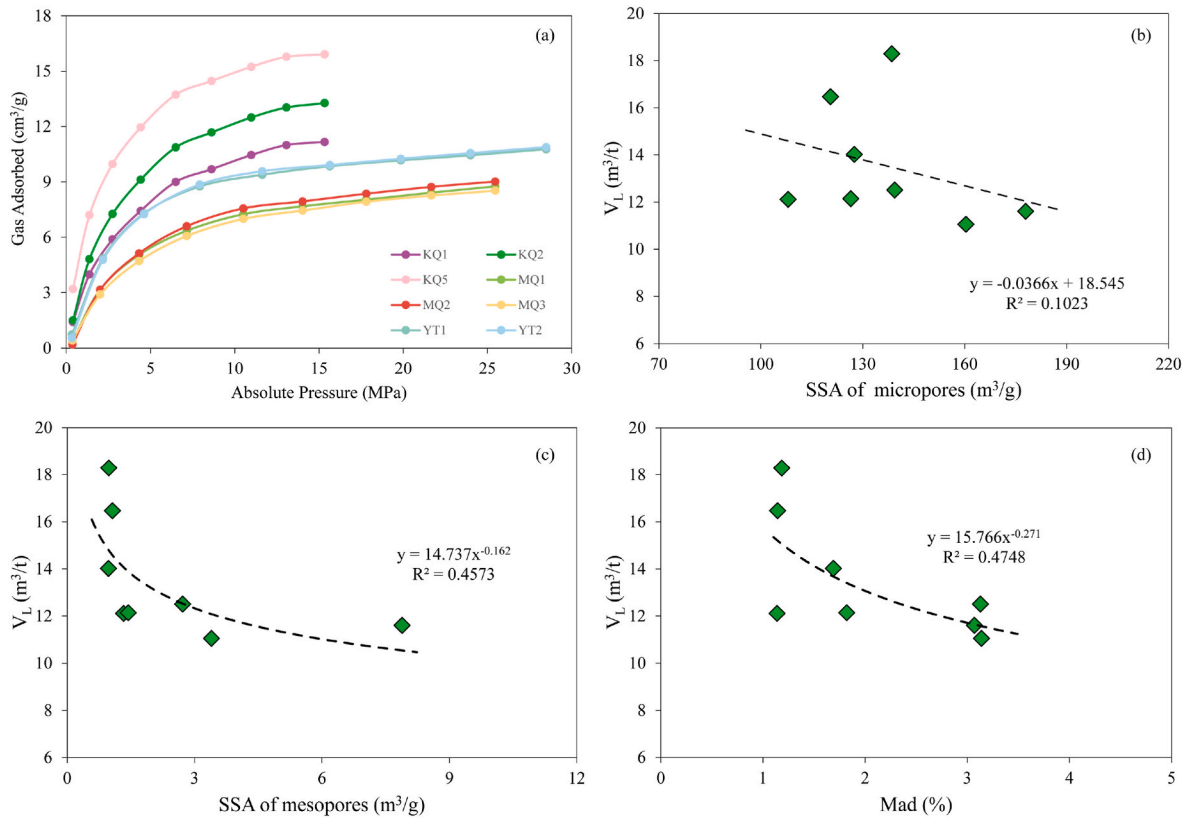 (a)
18
15
12
9
6
3
0
Gas Adsorbed (cm³/g)
KQ1 KQ2
KQ5 MQ1
MQ2 MQ3
YT1 YT2
0 5 10 15 20 25 30
Absolute Pressure (MPa)
(b)
20
18
16
14
12
10
8
6
V_L (m³/t)
y = -0.0366x + 18.545
R² = 0.1023
70 100 130 160 190 220
SSA of micropores (m³/g)
(c)
20
18
16
14
12
10
8
6
V_L (m³/t)
y = 14.737x^-0.162
R² = 0.4573
0 3 6 9 12
SSA of mesopores (m³/g)
(d)
20
18
16
14
12
10
8
6
V_L (m³/t)
y = 15.766x^-0.271
R² = 0.4748
0 1 2 3 4 5
Mad (%)